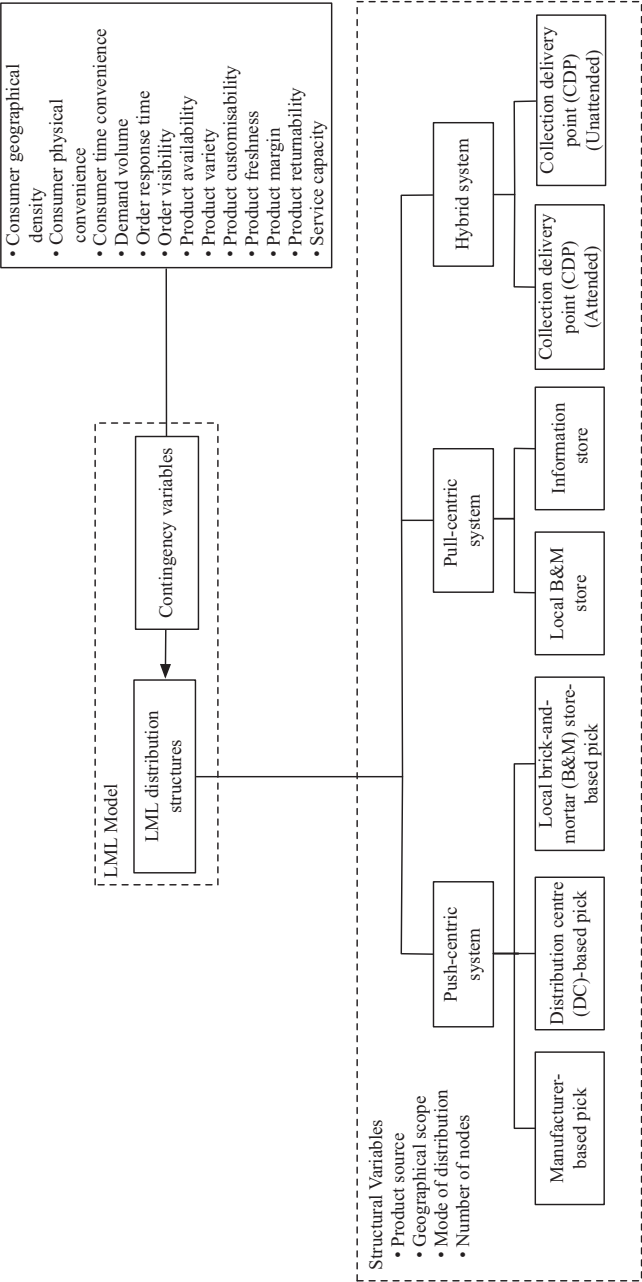 LML Model
LML distribution
structures
Contingency variables
• Consumer geographical
density
• Consumer physical
convenience
• Consumer time convenience
• Demand volume
• Order response time
• Order visibility
• Product availability
• Product variety
• Product customisability
• Product freshness
• Product margin
• Product returnability
• Service capacity
Structural Variables
• Product source
• Geographical scope
• Mode of distribution
• Number of nodes
Push-centric
system
Pull-centric
system
Hybrid system
Manufacturer-
based pick
Distribution centre
(DC)-based pick
Local brick-and-
mortar (B&M) store-
based pick
Local B&M
store
Information
store
Collection delivery
point (CDP)
(Attended)
Collection delivery
point (CDP)
(Unattended)